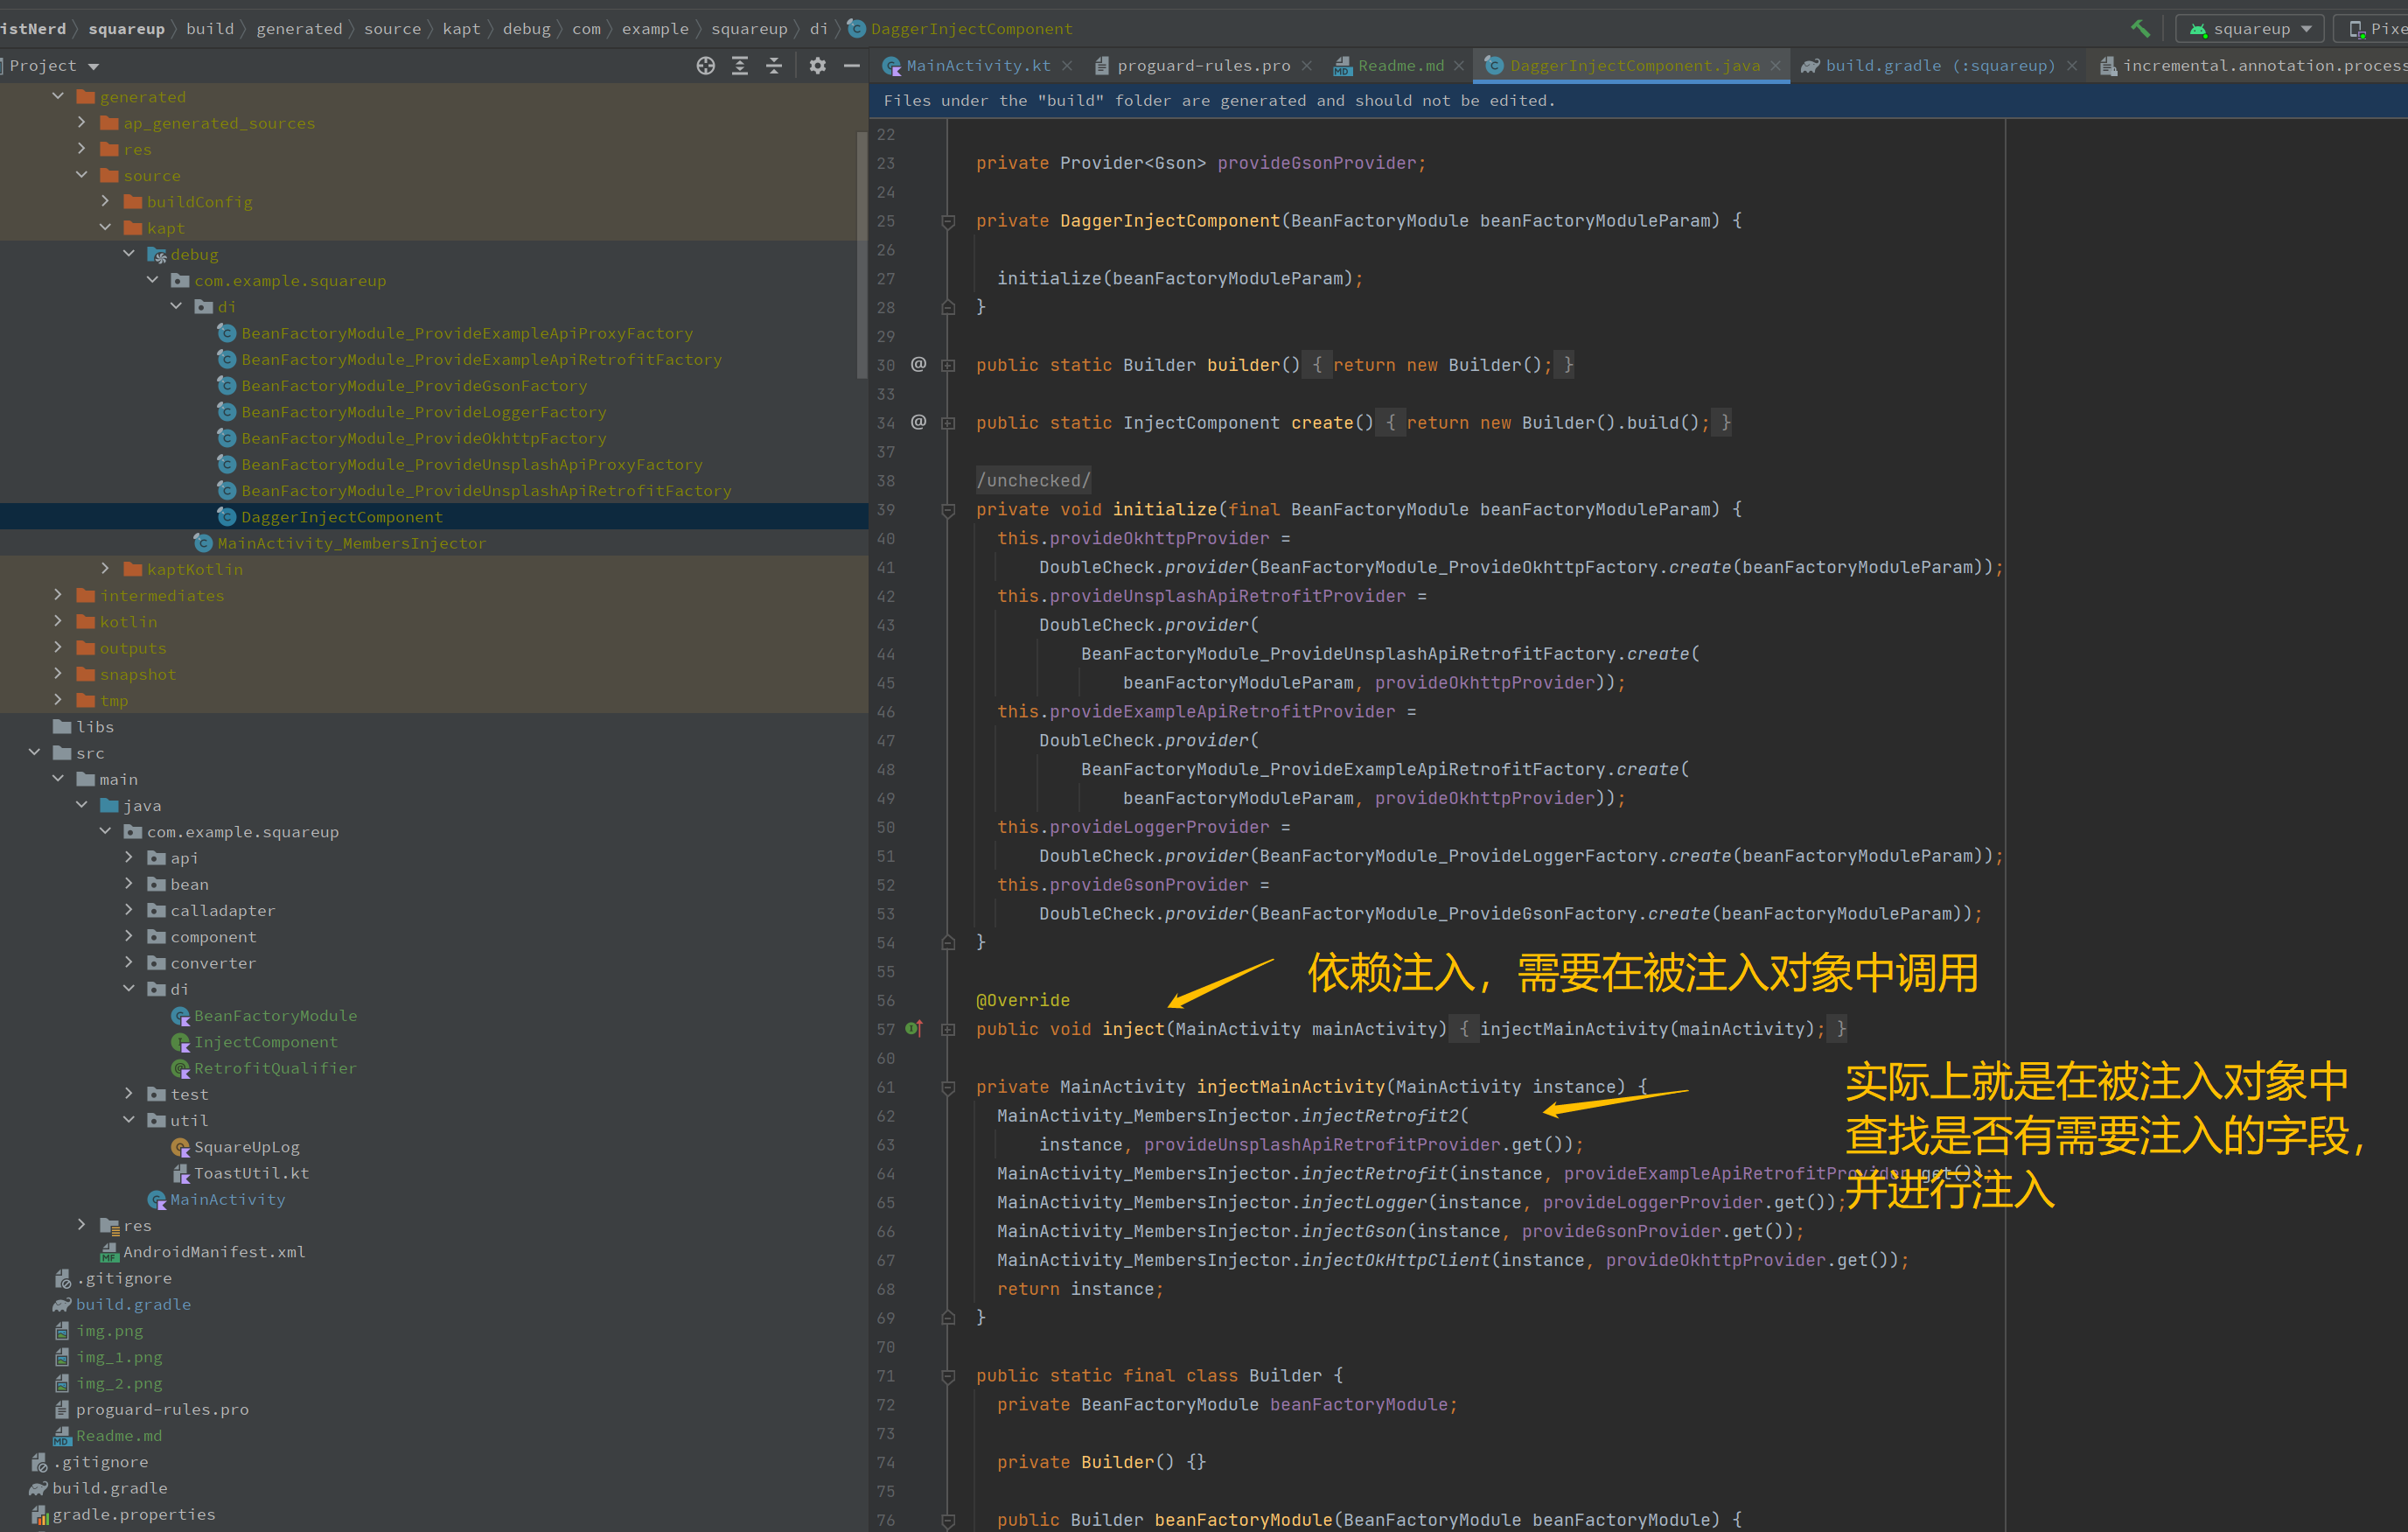 istNerd squareup build generated source kapt debug com example squareup di DaggerInjectComponent
squareup Pixe
Project
MainActivity.kt proguard-rules.pro Readme.md DaggerInjectComponent.java build.gradle (:squareup) incremental.annotation.process
Files under the "build" folder are generated and should not be edited.
generated
ap_generated_sources
res
source
buildConfig
kapt
debug
com.example.squareup
di
BeanFactoryModule_ProvideExampleApiProxyFactory
BeanFactoryModule_ProvideExampleApiRetrofitFactory
BeanFactoryModule_ProvideGsonFactory
BeanFactoryModule_ProvideLoggerFactory
BeanFactoryModule_ProvideOkhttpFactory
BeanFactoryModule_ProvideUnsplashApiProxyFactory
BeanFactoryModule_ProvideUnsplashApiRetrofitFactory
DaggerInjectComponent
MainActivity_MembersInjector
kaptKotlin
intermediates
kotlin
outputs
snapshot
tmp
libs
src
main
java
com.example.squareup
api
bean
calladapter
component
converter
di
BeanFactoryModule
InjectComponent
RetrofitQualifier
test
util
SquareUpLog
ToastUtil.kt
MainActivity
res
AndroidManifest.xml
.gitignore
build.gradle
img.png
img_1.png
img_2.png
proguard-rules.pro
Readme.md
.gitignore
build.gradle
gradle.properties
22
23 private Provider<Gson> provideGsonProvider;
24
25 private DaggerInjectComponent(BeanFactoryModule beanFactoryModuleParam) {
26
27 initialize(beanFactoryModuleParam);
28 }
29
30 @ public static Builder builder() { return new Builder(); }
33
34 @ public static InjectComponent create() { return new Builder().build(); }
37
38 /unchecked/
39 private void initialize(final BeanFactoryModule beanFactoryModuleParam) {
40 this.provideOkhttpProvider =
41 DoubleCheck.provider(BeanFactoryModule_ProvideOkhttpFactory.create(beanFactoryModuleParam));
42 this.provideUnsplashApiRetrofitProvider =
43 DoubleCheck.provider(
44 BeanFactoryModule_ProvideUnsplashApiRetrofitFactory.create(
45 beanFactoryModuleParam, provideOkhttpProvider));
46 this.provideExampleApiRetrofitProvider =
47 DoubleCheck.provider(
48 BeanFactoryModule_ProvideExampleApiRetrofitFactory.create(
49 beanFactoryModuleParam, provideOkhttpProvider));
50 this.provideLoggerProvider =
51 DoubleCheck.provider(BeanFactoryModule_ProvideLoggerFactory.create(beanFactoryModuleParam));
52 this.provideGsonProvider =
53 DoubleCheck.provider(BeanFactoryModule_ProvideGsonFactory.create(beanFactoryModuleParam));
54 }
55
依赖注入，需要在被注入对象中调用
56 @Override
57 public void inject(MainActivity mainActivity) { injectMainActivity(mainActivity); }
60
61 private MainActivity injectMainActivity(MainActivity instance) {
62 MainActivity_MembersInjector.injectRetrofit2(
63 instance, provideUnsplashApiRetrofitProvider.get());
64 MainActivity_MembersInjector.injectRetrofit(instance, provideExampleApiRetrofitProvider.get());
65 MainActivity_MembersInjector.injectLogger(instance, provideLoggerProvider.get());
66 MainActivity_MembersInjector.injectGson(instance, provideGsonProvider.get());
67 MainActivity_MembersInjector.injectOkHttpClient(instance, provideOkhttpProvider.get());
68 return instance;
69 }
实际上就是在被注入对象中
查找是否有需要注入的字段，
并进行注入
70
71 public static final class Builder {
72 private BeanFactoryModule beanFactoryModule;
73
74 private Builder() {}
75
76 public Builder beanFactoryModule(BeanFactoryModule beanFactoryModule) {